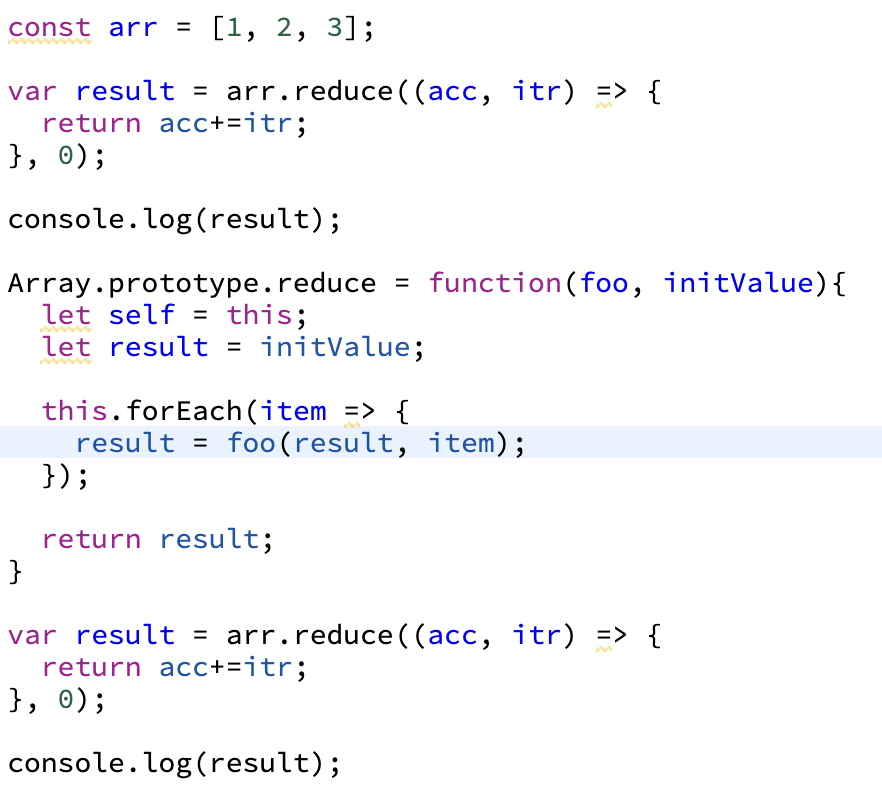 const arr = [1, 2, 3];
var result = arr.reduce((acc, itr) => {
  return acc+=itr;
}, 0);
console.log(result);
Array.prototype.reduce = function(foo, initValue){
  let self = this;
  let result = initValue;
  this.forEach(item => {
    result = foo(result, item);
  });
  return result;
}
var result = arr.reduce((acc, itr) => {
  return acc+=itr;
}, 0);
console.log(result);